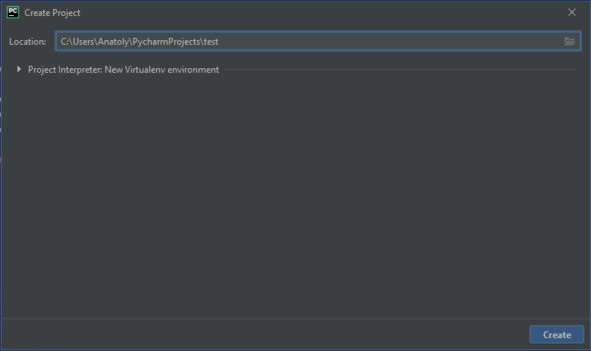 PC Create Project
Location: C:\Users\Anatoly\PycharmProjects\test
Project Interpreter: New Virtualenv environment
Create